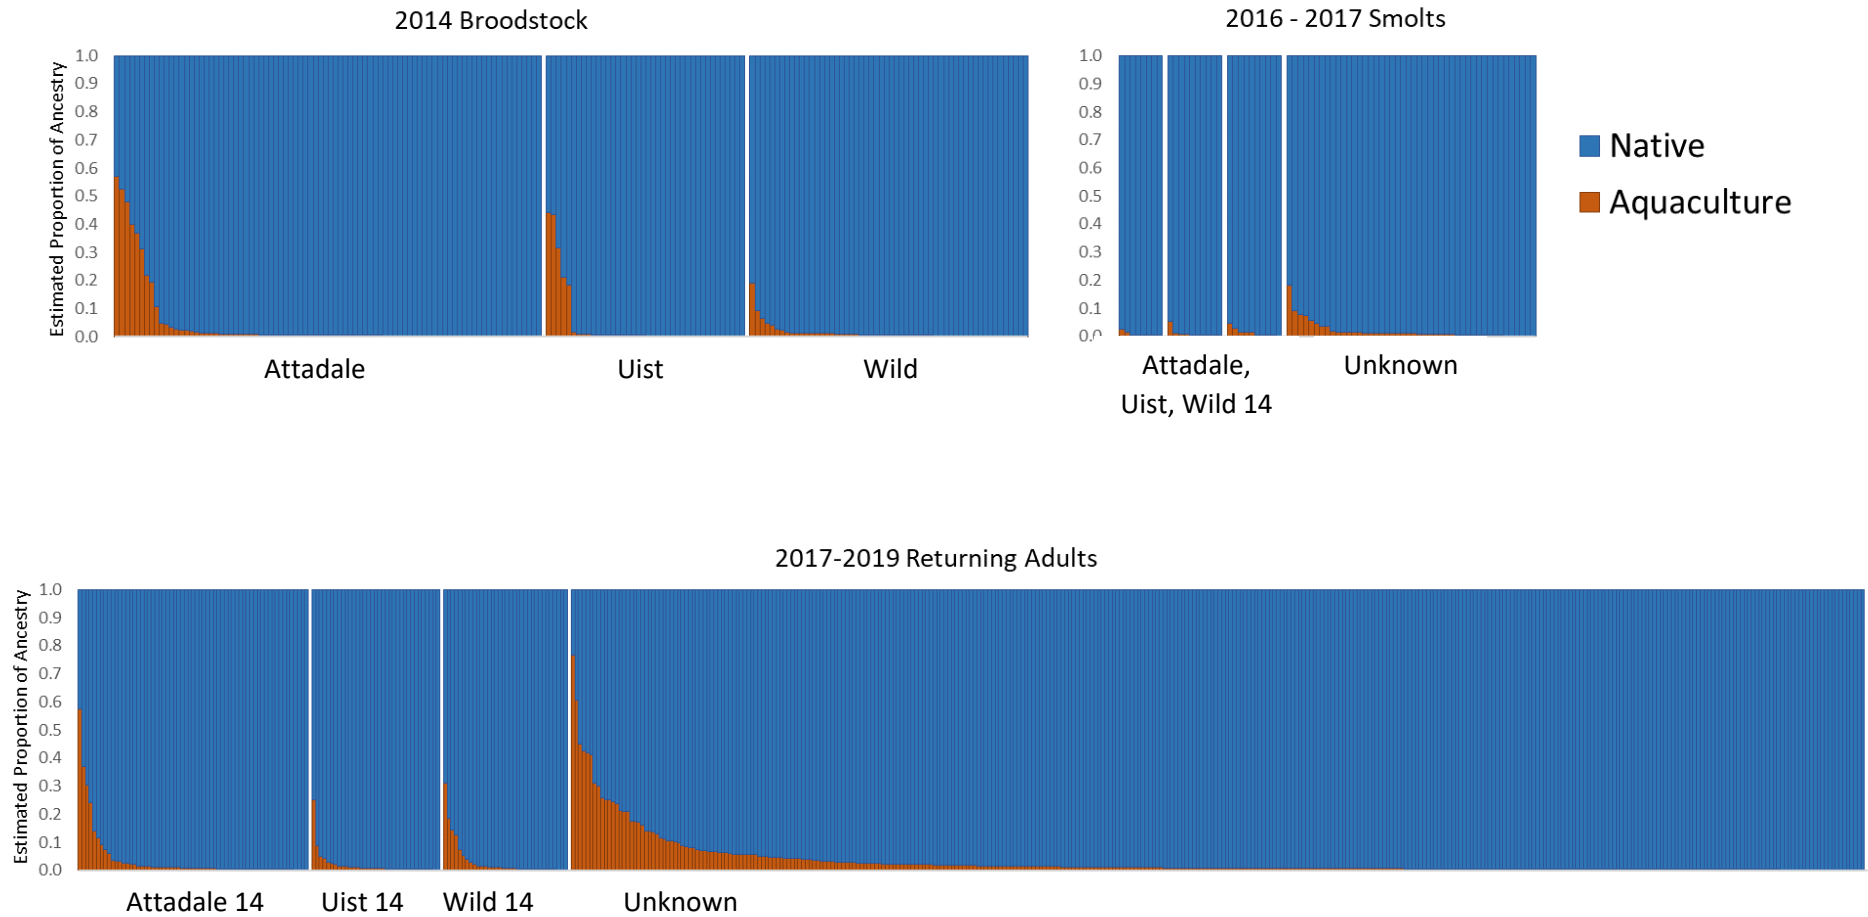 2014 Broodstock
2016 - 2017 Smolts
Estimated Proportion of Ancestry
1.0
0.9
0.8
0.7
0.6
0.5
0.4
0.3
0.2
0.1
0.0
Attadale
Uist
Wild
1.0
0.9
0.8
0.7
0.6
0.5
0.4
0.3
0.2
0.1
0.0
Attadale,
Uist, Wild 14
Unknown
Native
Aquaculture
2017-2019 Returning Adults
Estimated Proportion of Ancestry
1.0
0.9
0.8
0.7
0.6
0.5
0.4
0.3
0.2
0.1
0.0
Attadale 14
Uist 14
Wild 14
Unknown